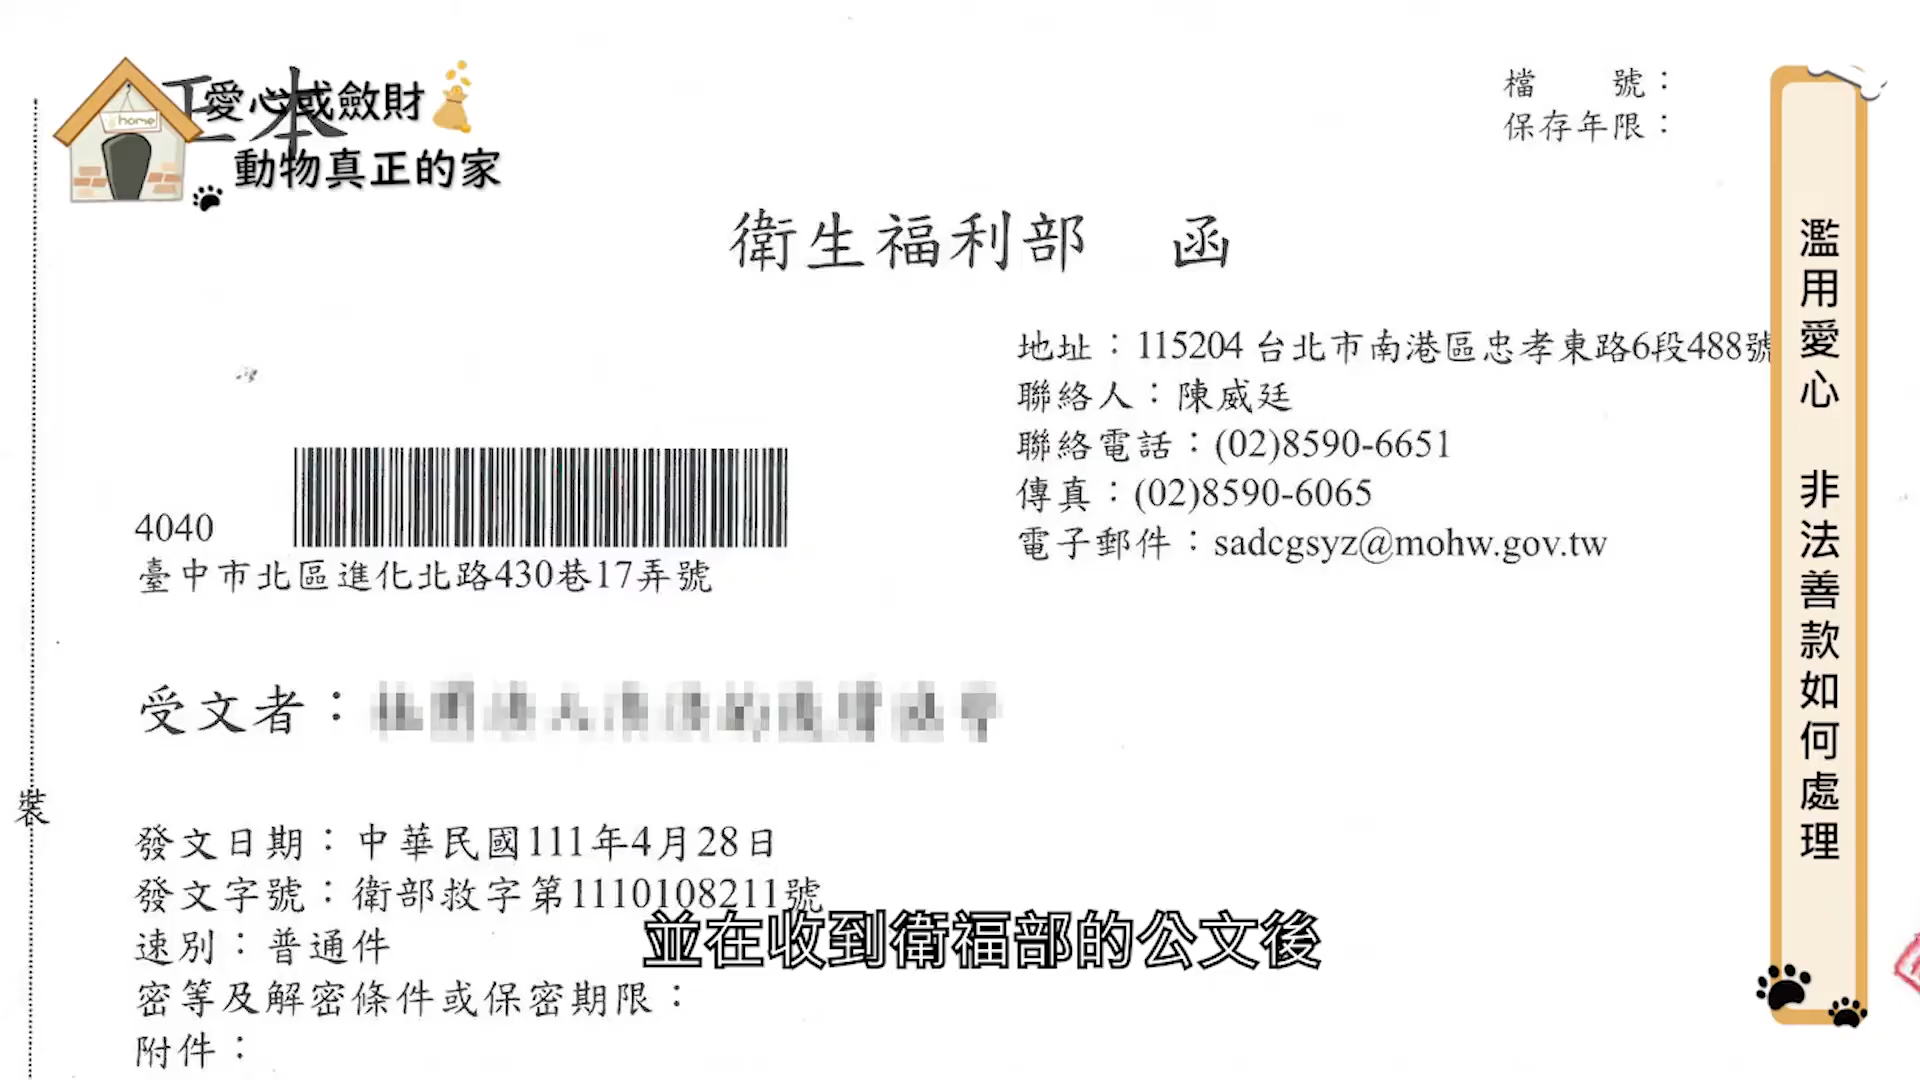 正本
愛心或斂財
動物真正的家
home
檔 號：
保存年限：
衛生福利部 函
地址：115204 台北市南港區忠孝東路6段488號
聯絡人：陳威廷
聯絡電話：(02)8590-6651
傳真：(02)8590-6065
電子郵件：sadcgsyz@mohw.gov.tw
4040
臺中市北區進化北路430巷17弄號
受文者：
裝
發文日期：中華民國111年4月28日
發文字號：衛部救字第1110108211號
速別：普通件
密等及解密條件或保密期限：
附件：
並在收到衛福部的公文後
濫用愛心 非法善款如何處理